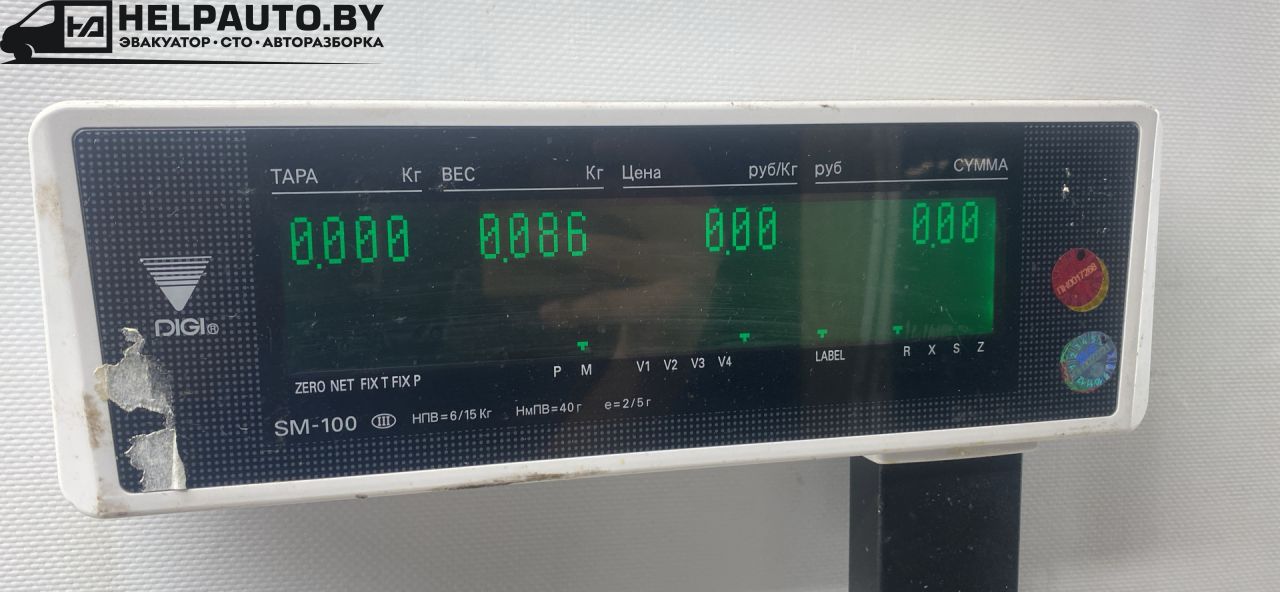 HELPAUTO.BY
ЭВАКУАТОР·СТО·АВТОРАЗБОРКА
ТАРА Кг ВЕС Кг Цена руб/Кг руб СУММА
0.000 0.086 0.00 0.00
DIGI®
P M V1 V2 V3 V4 LABEL R X S Z
ZERO NET FIX T FIX P
SM-100 III НПВ=6/15 Кг НмПВ=40 г e=2/5 г